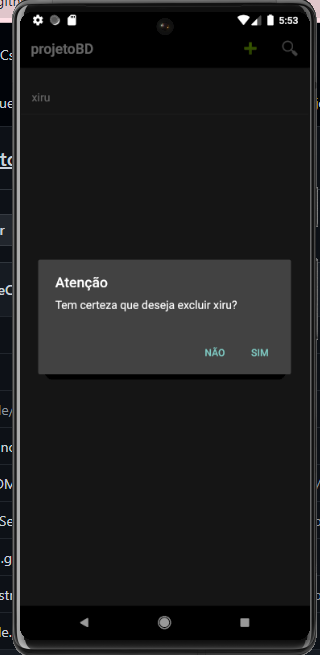 5:53
projetoBD
xiru
Atenção
Tem certeza que deseja excluir xiru?
NÃO SIM